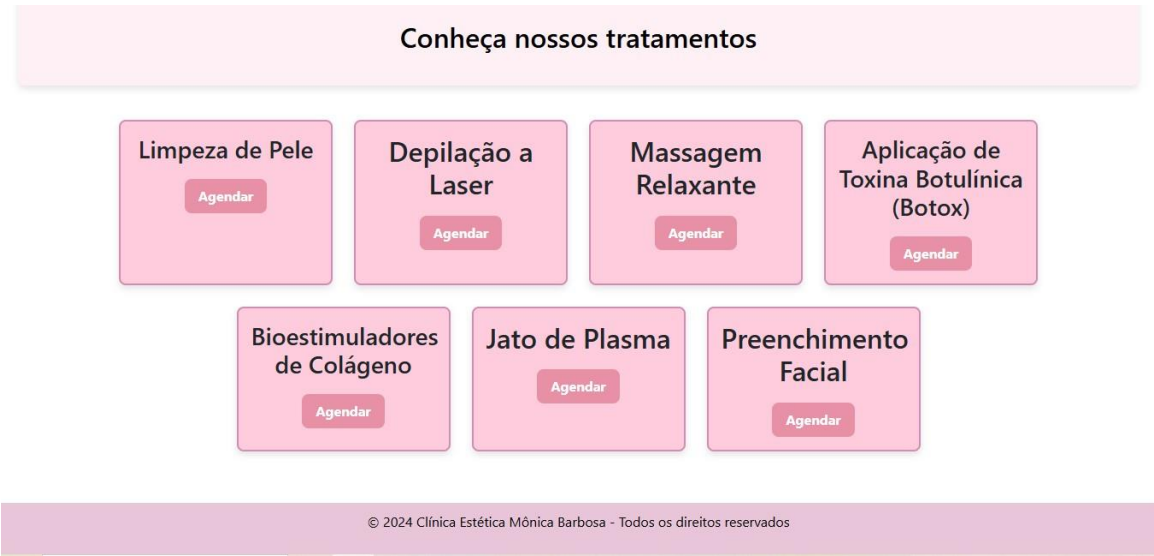 Conheça nossos tratamentos
Limpeza de Pele
Agendar
Depilação a
Laser
Agendar
Massagem
Relaxante
Agendar
Aplicação de
Toxina Botulínica
(Botox)
Agendar
Bioestimuladores
de Colágeno
Agendar
Jato de Plasma
Agendar
Preenchimento
Facial
Agendar
© 2024 Clínica Estética Mônica Barbosa - Todos os direitos reservados